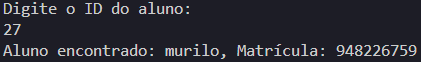 Digite o ID do aluno:
27
Aluno encontrado: murilo, Matrícula: 948226759